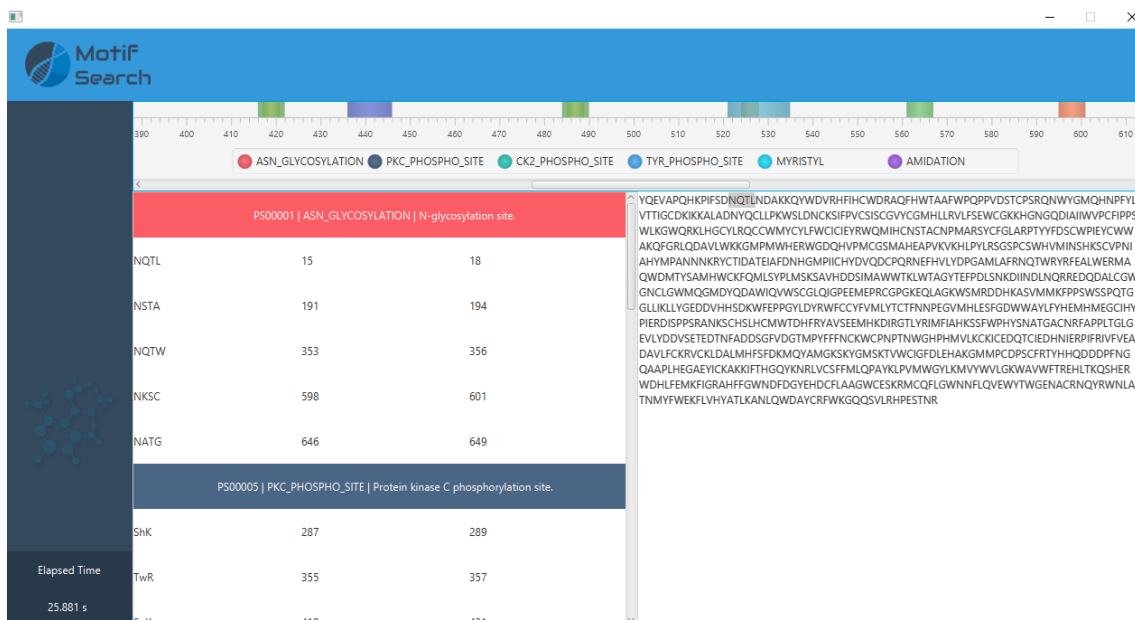 Motif
Search
390 400 410 420 430 440 450 460 470 480 490 500 510 520 530 540 550 560 570 580 590 600 610
ASN_GLYCOSYLATION PKC_PHOSPHO_SITE CK2_PHOSPHO_SITE TYR_PHOSPHO_SITE MYRISTYL AMIDATION
PS00001 | ASN_GLYCOSYLATION | N-glycosylation site.
NQTL 15 18
NSTA 191 194
NQTW 353 356
NKSC 598 601
NATG 646 649
PS00005 | PKC_PHOSPHO_SITE | Protein kinase C phosphorylation site.
ShK 287 289
TwR 355 357
Elapsed Time
25.881 s
YQEVAPQHKPIFSDNQTLNDAKKQYWDVRHFIHCWDRAQFHWTAAFWPQPPVDSTCPSRQNWYGMQHNPFYL
VTTIGCDKIKKALADNYQCLLPKWSLDNCKSIFPVCSISCGVYCGMHLLRVLFSEWCGKKHGNGQDIAIIWVPCFIPPS
WLKGWQRKLHGCYLRQCCWMYCYLFWCICIEYRWQMIHCNSTACNPMARSYCFGLARPTYYFDSCWPIEYCWW
AKQFGRLQDAVLWKKGMPMWHERWGDQHVPMCGSMAHEAPVKVKHLPYLRSGSPCSWHVMINSHKSCVPNI
AHYMPANNNKRYCTIDATEIAFDNHGMPIICHYDVQDCPQRNEFHVLYDPGAMLAFRNQTWRYRFEALWERMA
QWDMTYSAMHWCKFQMLSYPLMSKSAVHDDSIMAWWTKLWTAGYTEFPDLSNKDIINDLNQRREDQDALCGW
GNCLGWMQGMDYQDAWIQVWSCGLQIGPEEMEPRCGPGKEQLAGKWSMRDDHKASVMMKFPPSWSSPQTG
GLLIKLLYGEDDVHHSDKWFEPPGYLDYRWFCCYFVMLYTCTFNNPEGVMHLESFGDWWAYLFYHEMHMEGCIHY
PIERDISPPSRANKSCHSLHCMWTDHFRYAVSEEMHKDIRGTLYRIMFIAHKSSFWPHYSNATGACNRFAPPLTGLG
EVLYDDVSETEDTNFADDSGFVDGTMPYFFFNCKWCPNPTNWGHPHMVLKCKICEDQTCIEDHNIERPIFRIVFVEA
DAVLFCKRVCKLDALMHFSFDKMQYAMGKSKYGMSKTVWCIGFDLEHAKGMMPCDPSCFRTYHHQDDDPFNG
QAAPLHEGAEYICKAKKIFTHGQYKNRLVCSFFMLQPAYKLPVMWGYLKMVYWVLGKWAVWFTREHLTKQSHER
WDHLFEMKFIGRAHFFGWNDFDGYEHDCFLAAGWCESKRMCQFLGWNNFLQVEWYTWGENACRNQYRWNLA
TNMYFWEKFLVHYATLKANLQWDAYCRFWKGQQSVLRHPESTNR